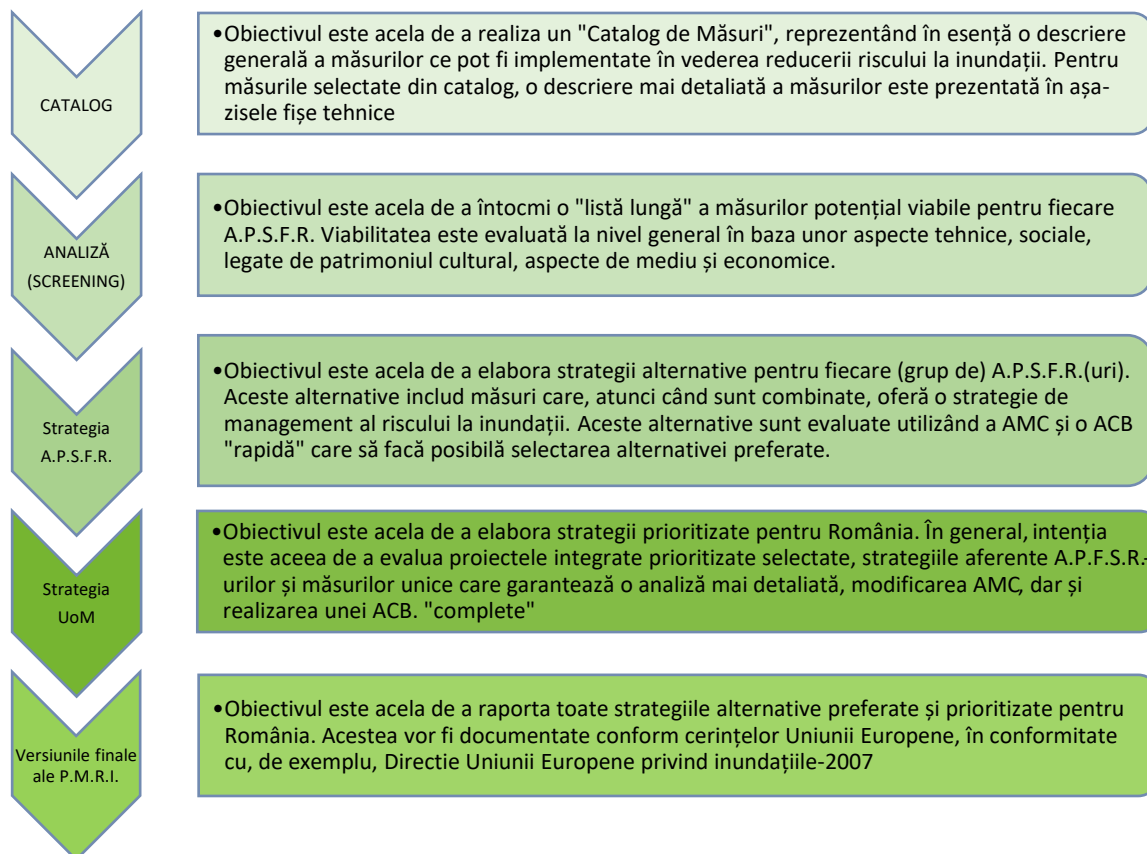 CATALOG
•Obiectivul este acela de a realiza un "Catalog de Măsuri", reprezentând în esență o descriere
generală a măsurilor ce pot fi implementate în vederea reducerii riscului la inundații. Pentru
măsurile selectate din catalog, o descriere mai detaliată a măsurilor este prezentată în așa-
zisele fișe tehnice
ANALIZĂ
(SCREENING)
•Obiectivul este acela de a întocmi o "listă lungă" a măsurilor potențial viabile pentru fiecare
A.P.S.F.R. Viabilitatea este evaluată la nivel general în baza unor aspecte tehnice, sociale,
legate de patrimoniul cultural, aspecte de mediu și economice.
Strategia
A.P.S.F.R.
•Obiectivul este acela de a elabora strategii alternative pentru fiecare (grup de) A.P.S.F.R.(uri).
Aceste alternative includ măsuri care, atunci când sunt combinate, oferă o strategie de
management al riscului la inundații. Aceste alternative sunt evaluate utilizând a AMC și o ACB
"rapidă" care să facă posibilă selectarea alternativei preferate.
Strategia
UoM
•Obiectivul este acela de a elabora strategii prioritizate pentru România. În general, intenția
este aceea de a evalua proiectele integrate prioritizate selectate, strategiile aferente A.P.F.S.R.-
urilor și măsurilor unice care garantează o analiză mai detaliată, modificarea AMC, dar și
realizarea unei ACB. "complete"
Versiunile finale
ale P.M.R.I.
•Obiectivul este acela de a raporta toate strategiile alternative preferate și prioritizate pentru
România. Acestea vor fi documentate conform cerințelor Uniunii Europene, în conformitate
cu, de exemplu, Directie Uniunii Europene privind inundațiile-2007